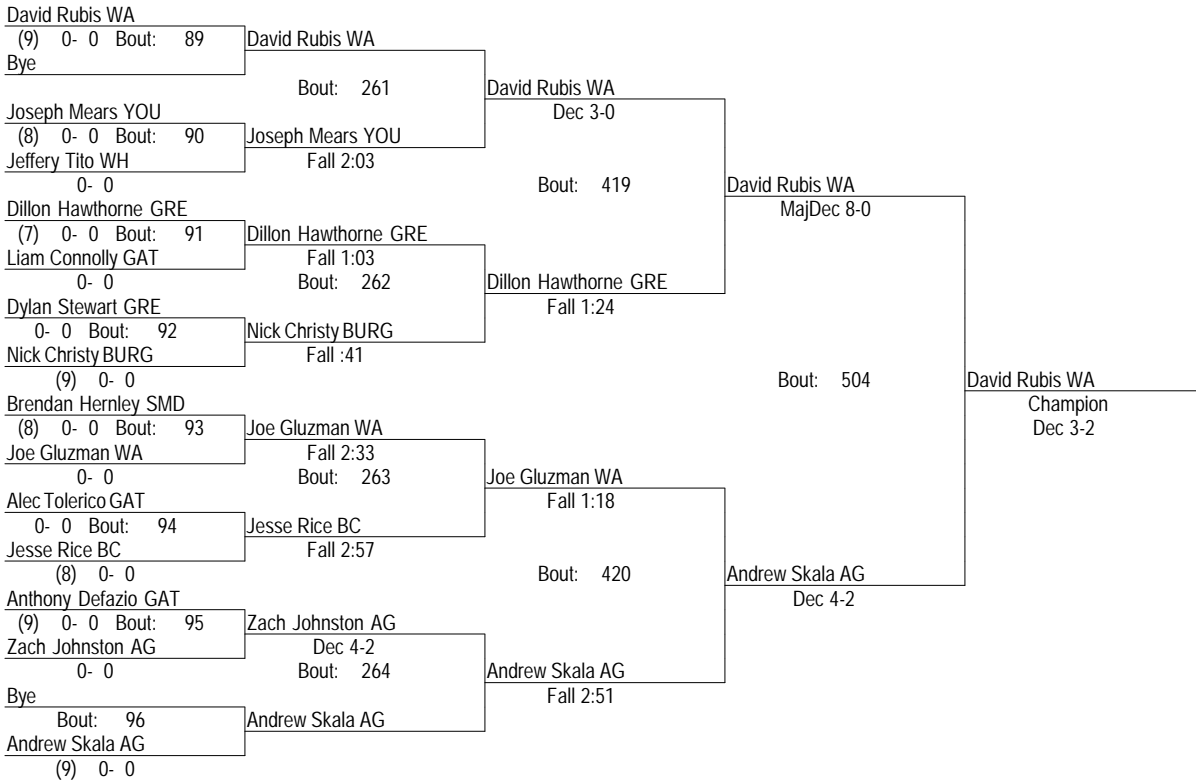 David Rubis WA
(9) 0- 0 Bout: 89
David Rubis WA
Bye
Bout: 261
David Rubis WA
Dec 3-0
Joseph Mears YOU
(8) 0- 0 Bout: 90
Joseph Mears YOU
Jeffery Tito WH
Fall 2:03
0- 0
Bout: 419
David Rubis WA
MajDec 8-0
Dillon Hawthorne GRE
(7) 0- 0 Bout: 91
Dillon Hawthorne GRE
Liam Connolly GAT
Fall 1:03
0- 0
Bout: 262
Dillon Hawthorne GRE
Fall 1:24
Dylan Stewart GRE
0- 0 Bout: 92
Nick Christy BURG
Nick Christy BURG
Fall :41
(9) 0- 0
Bout: 504
David Rubis WA
Champion
Dec 3-2
Brendan Hernley SMD
(8) 0- 0 Bout: 93
Joe Gluzman WA
Joe Gluzman WA
Fall 2:33
0- 0
Bout: 263
Joe Gluzman WA
Fall 1:18
Alec Tolerico GAT
0- 0 Bout: 94
Jesse Rice BC
Jesse Rice BC
Fall 2:57
(8) 0- 0
Bout: 420
Andrew Skala AG
Dec 4-2
Anthony Defazio GAT
(9) 0- 0 Bout: 95
Zach Johnston AG
Zach Johnston AG
Dec 4-2
0- 0
Bout: 264
Andrew Skala AG
Fall 2:51
Bye
Bout: 96
Andrew Skala AG
Andrew Skala AG
(9) 0- 0